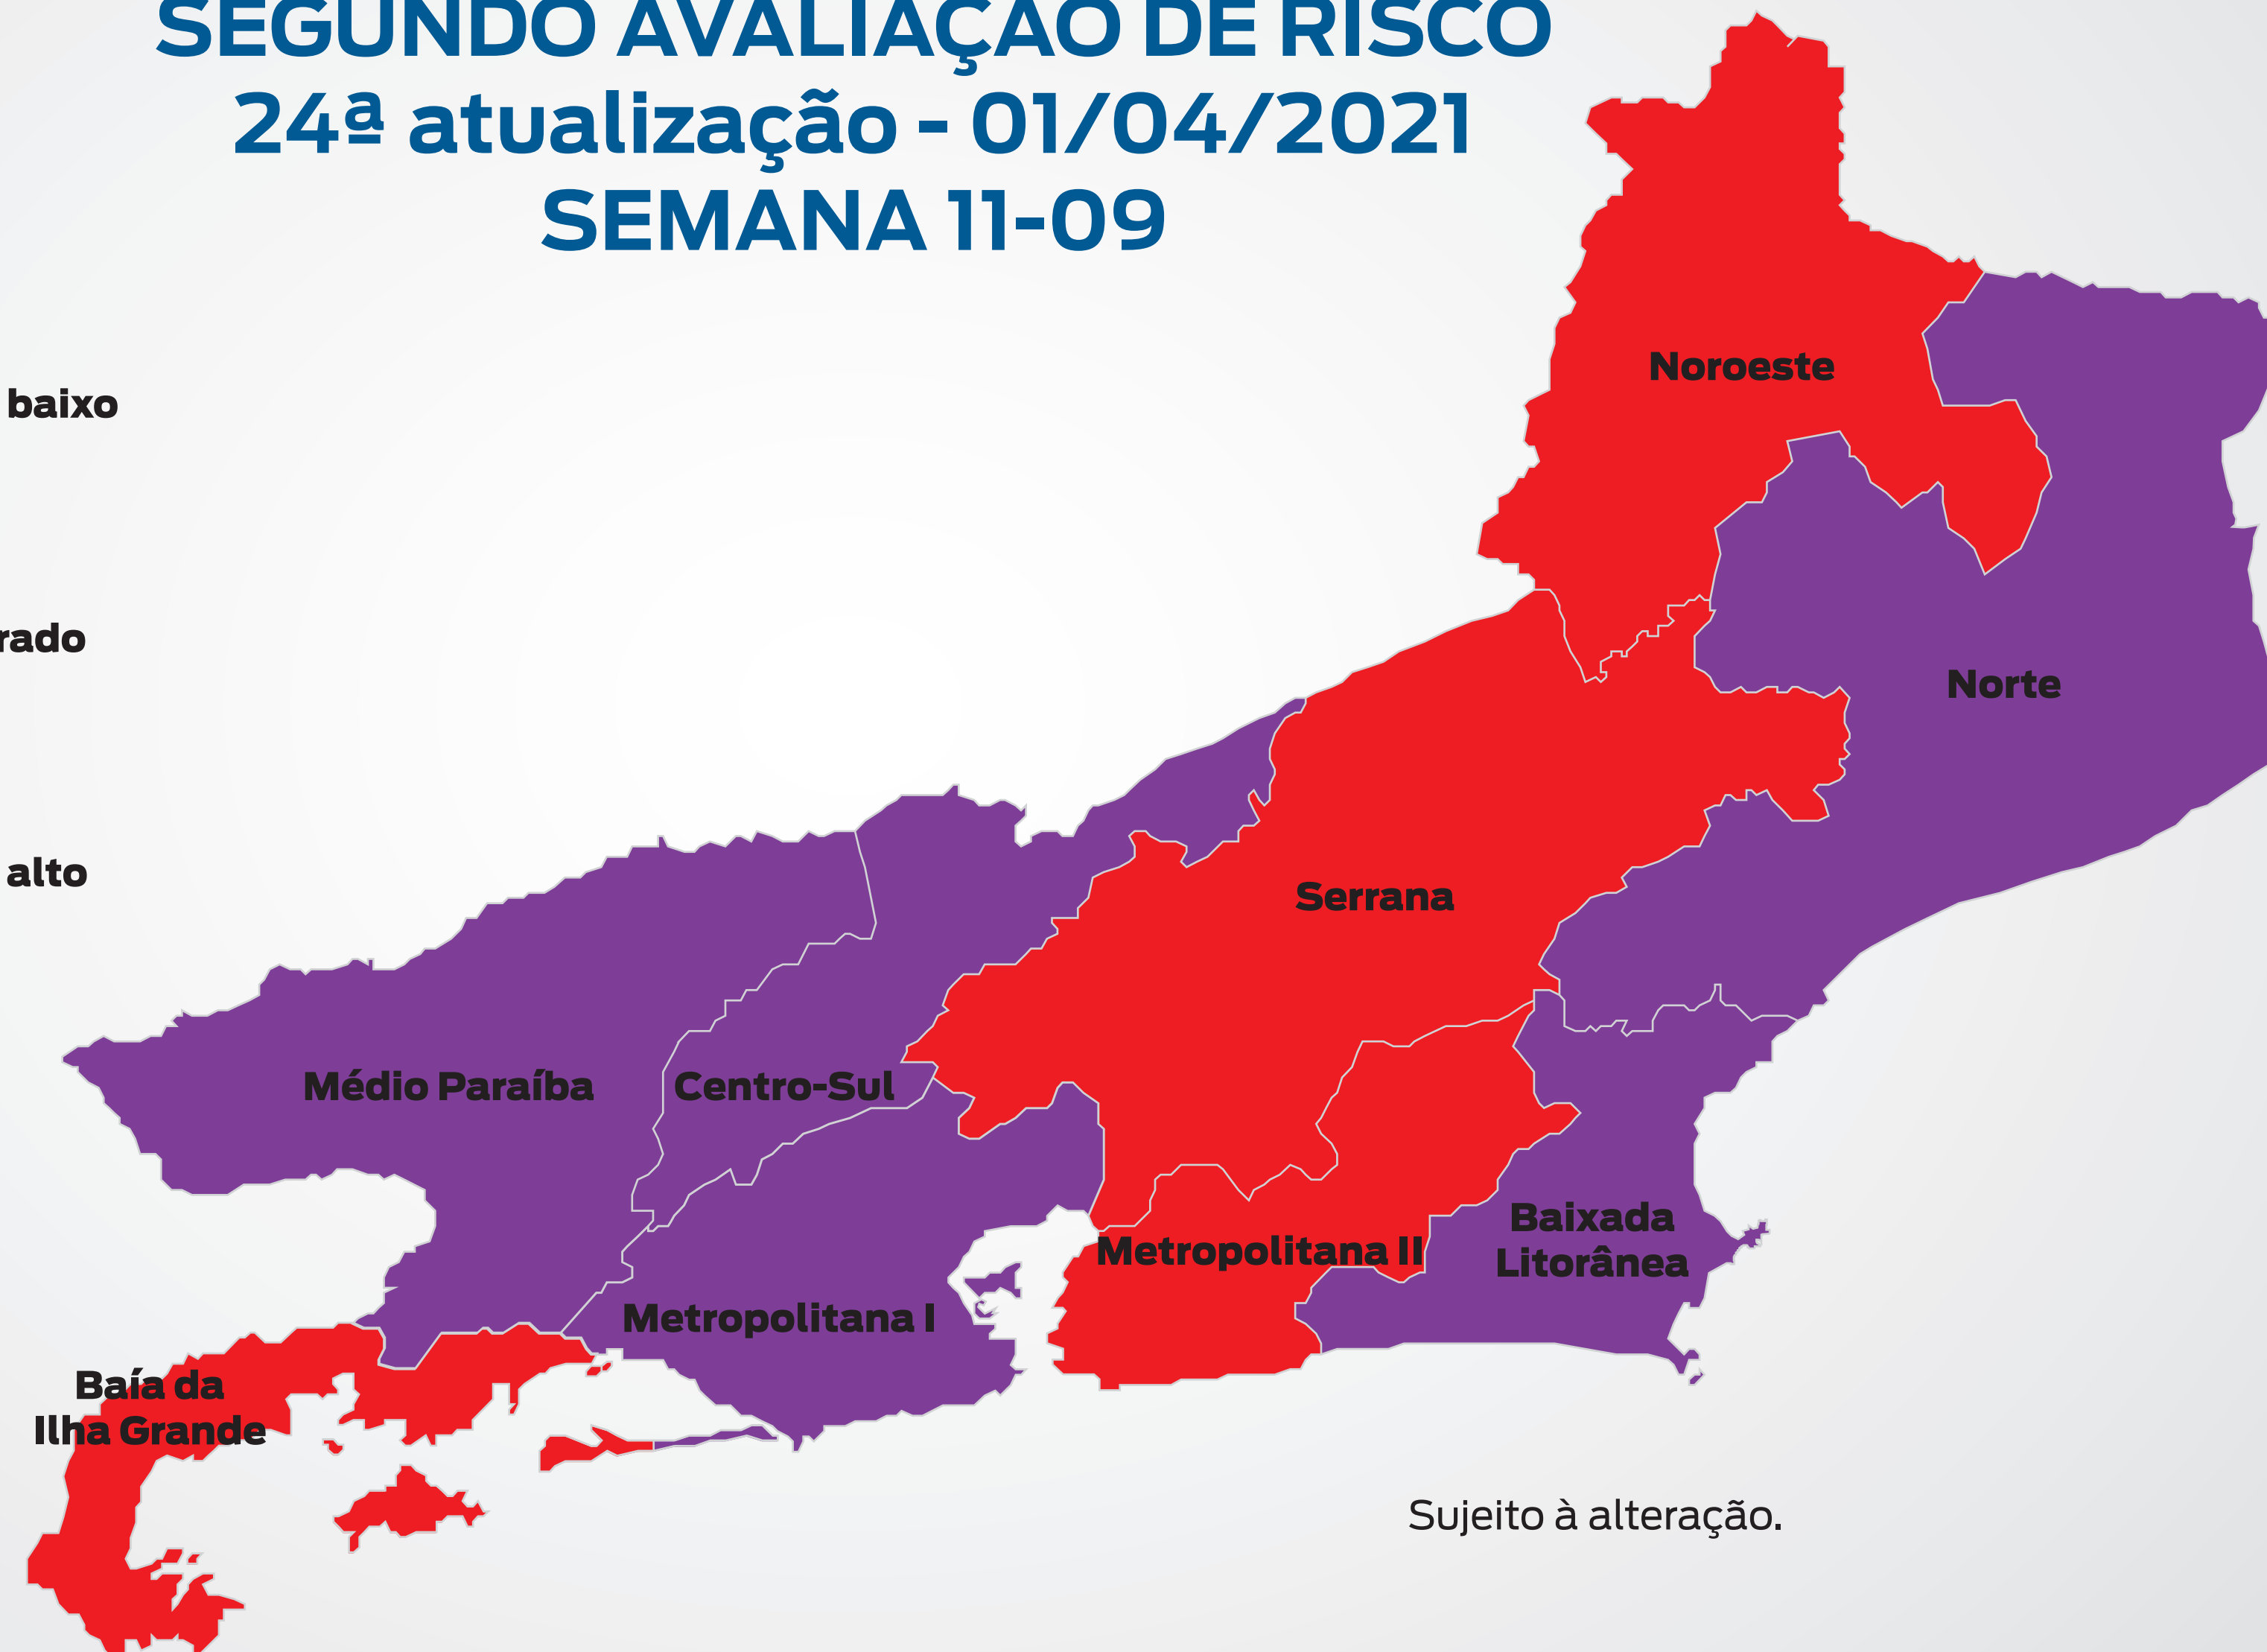 SEGUNDO AVALIAÇÃO DE RISCO
24ª atualização - 01/04/2021
SEMANA 11-09
baixo
rado
alto
Noroeste
Norte
Serrana
Médio Paraíba
Centro-Sul
Baixada
Litorânea
Metropolitana II
Metropolitana I
Baía da
Ilha Grande
Sujeito à alteração.